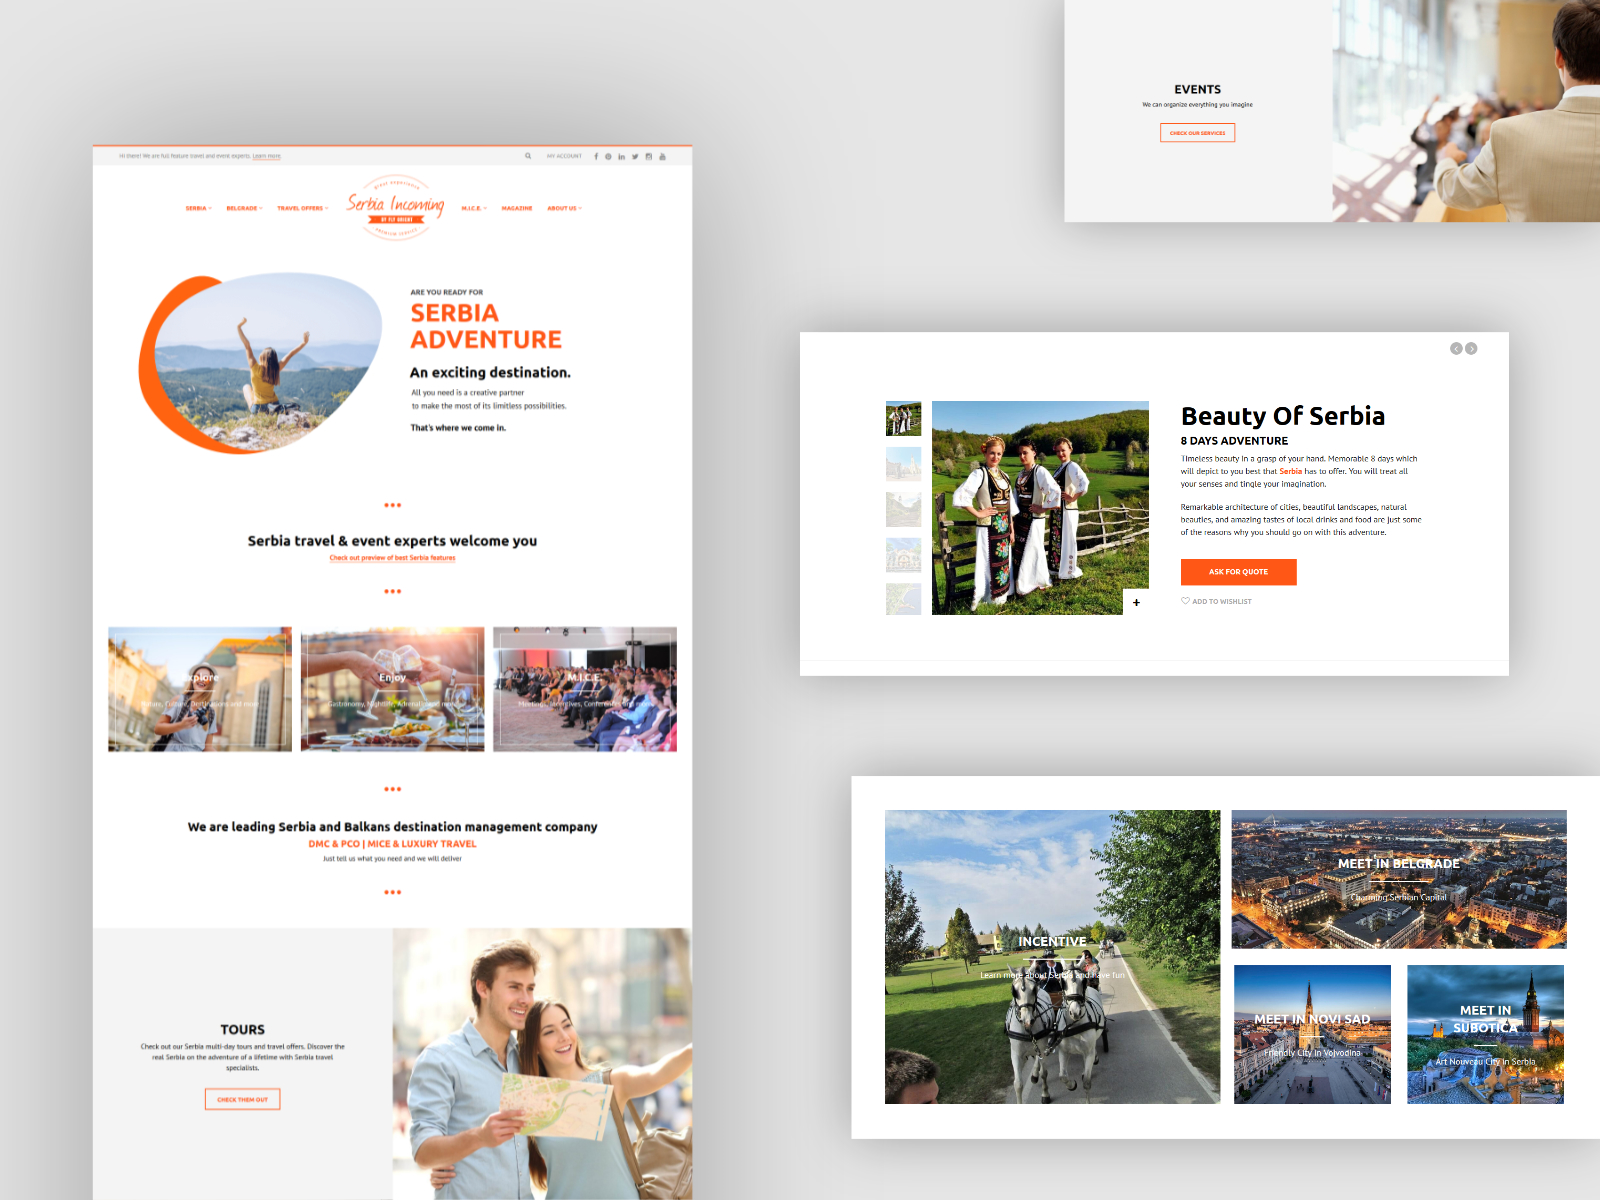 Hi there! We are full feature travel and event experts. Learn more
MY ACCOUNT
SERBIA
BELGRADE
TRAVEL OFFERS
great experience
Serbia Incoming
BY FLY BRIGHT
PREMIUM SERVICE
M.I.C.E.
MAGAZINE
ABOUT US
ARE YOU READY FOR
SERBIA
ADVENTURE
An exciting destination.
All you need is a creative partner
to make the most of its limitless possibilities.
That's where we come in.
Serbia travel & event experts welcome you
Check out preview of best Serbia features
Explore
Nature, Culture, Destinations and more
Enjoy
Gastronomy, Nightlife, Adrenaline and more
M.I.C.E.
Meetings, Incentives, Conferences and more
We are leading Serbia and Balkans destination management company
DMC & PCO | MICE & LUXURY TRAVEL
Just tell us what you need and we will deliver
TOURS
Check out our Serbia multi-day tours and travel offers. Discover the
real Serbia on the adventure of a lifetime with Serbia travel
specialists.
CHECK THEM OUT
EVENTS
We can organize everything you imagine
CHECK OUR SERVICES
Beauty Of Serbia
8 DAYS ADVENTURE
Timeless beauty in a grasp of your hand. Memorable 8 days which
will depict to you best that Serbia has to offer. You will treat all
your senses and tingle your imagination.
Remarkable architecture of cities, beautiful landscapes, natural
beauties, and amazing tastes of local drinks and food are just some
of the reasons why you should go on with this adventure.
ASK FOR QUOTE
ADD TO WISHLIST
INCENTIVE
Learn more about Serbia and have fun
MEET IN BELGRADE
Charming Serbian Capital
MEET IN NOVI SAD
Friendly City in Vojvodina
MEET IN
SUBOTICA
Art Nouveau City in Serbia